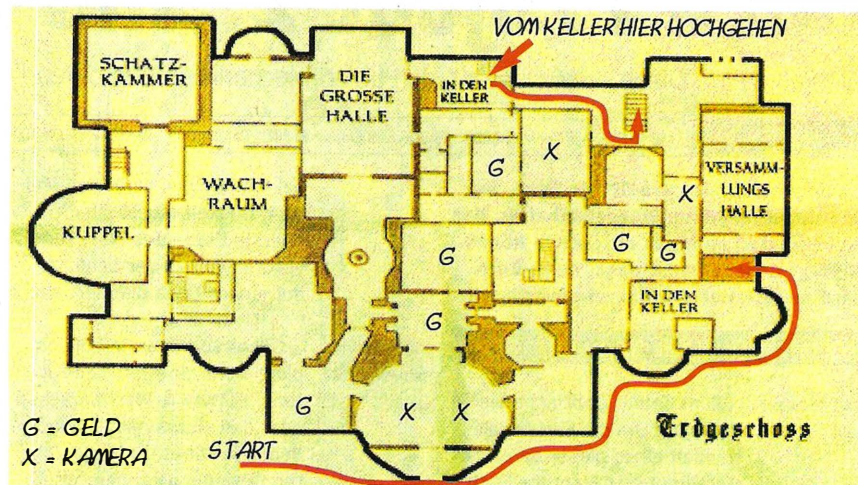 VOM KELLER HIER HOCHGEHEN
SCHATZ-
KAMMER
DIE
GROSSE
HALLE
IN DEN
KELLER
G
X
WACH-
RAUM
VERSAMM-
LUNGS
HALLE
X
KUPPEL
G
G
G
G
IN DEN
KELLER
G
X
X
G = GELD
X = KAMERA
START
Erdgeschoss